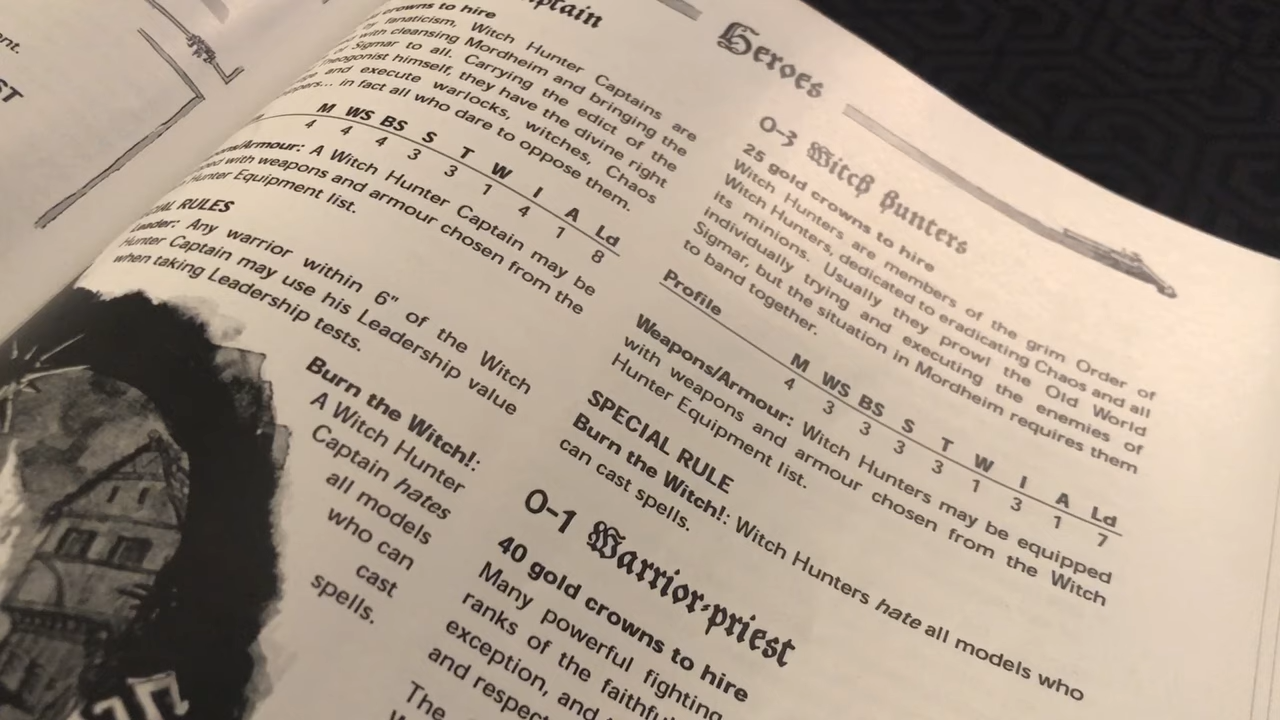 ent.
ST
ptain
crowns to hire
fanaticism, Witch Hunter Captains are
with cleansing Mordheim and bringing the
Sigmar to all. Carrying the edict of the
himself, they have the divine right
and execute warlocks, witches, Chaos
in fact all who dare to oppose them.
M WS BS S T W I A Ld
4 4 4 3 3 1 4 1 8
/Armour: A Witch Hunter Captain may be
with weapons and armour chosen from the
Hunter Equipment list.
CIAL RULES
Leader: Any warrior within 6" of the Witch
Hunter Captain may use his Leadership value
when taking Leadership tests.
Burn the Witch!:
A Witch Hunter
Captain hates
all models
who can
cast
spells.
Heroes
0-3 Witch Hunters
25 gold crowns to hire
Witch Hunters are members of the grim Order of
Witch Hunters, dedicated to eradicating Chaos and all
its minions. Usually they prowl the Old World
individually trying and executing the enemies of
Sigmar, but the situation in Mordheim requires them
to band together.
Profile M WS BS S T W I A Ld
4 3 3 3 3 1 3 1 7
Weapons/Armour: Witch Hunters may be equipped
with weapons and armour chosen from the Witch
Hunter Equipment list.
SPECIAL RULE
Burn the Witch!: Witch Hunters hate all models who
can cast spells.
0-1 Warrior-priest
40 gold crowns to hire
Many powerful fighting
ranks of the faithful
exception, and
and respect
The